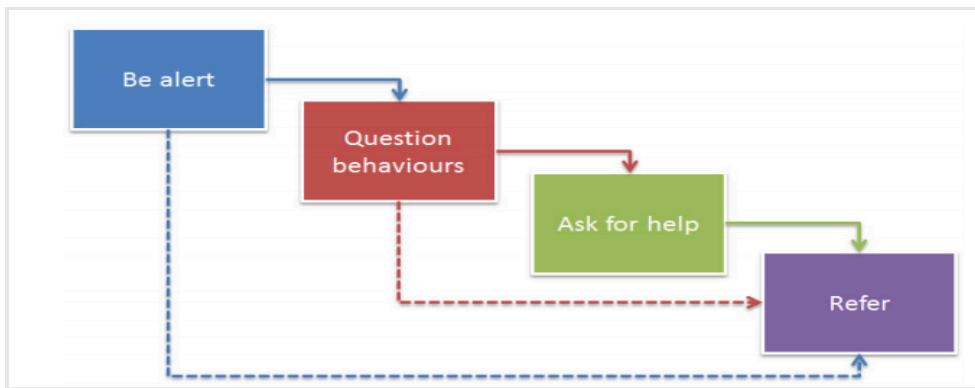 Be alert
Question
behaviours
Ask for help
Refer